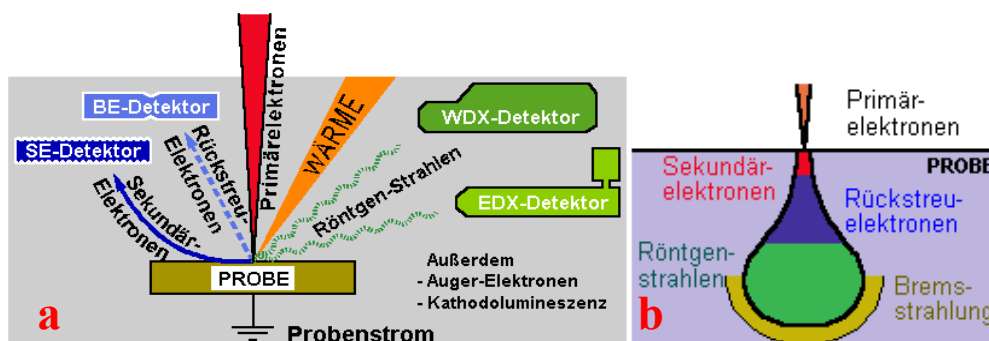 BE-Detektor
SE-Detektor
Sekundär-
Elektronen
Rückstreu-
Elektronen
Primärelektronen
WÄRME
Röntgen-Strahlen
WDX-Detektor
EDX-Detektor
PROBE
Außerdem
- Auger-Elektronen
- Kathodolumineszenz
a
Probenstrom
Primär-
elektronen
Sekundär-
elektronen
PROBE
Rückstreu-
elektronen
Röntgen-
strahlen
Brems-
strahlung
b